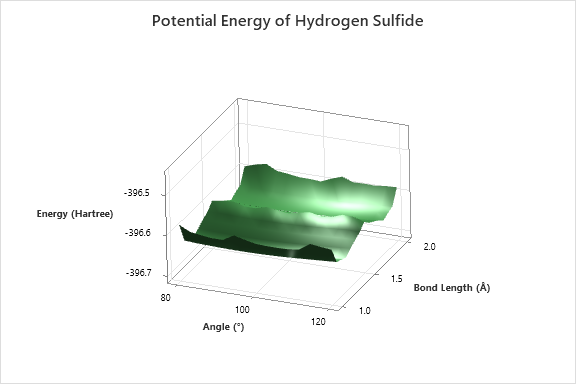 Potential Energy of Hydrogen Sulfide
-396.5
Energy (Hartree)
-396.6
-396.7
2.0
1.5
Bond Length (Å)
1.0
80
100
120
Angle (°)